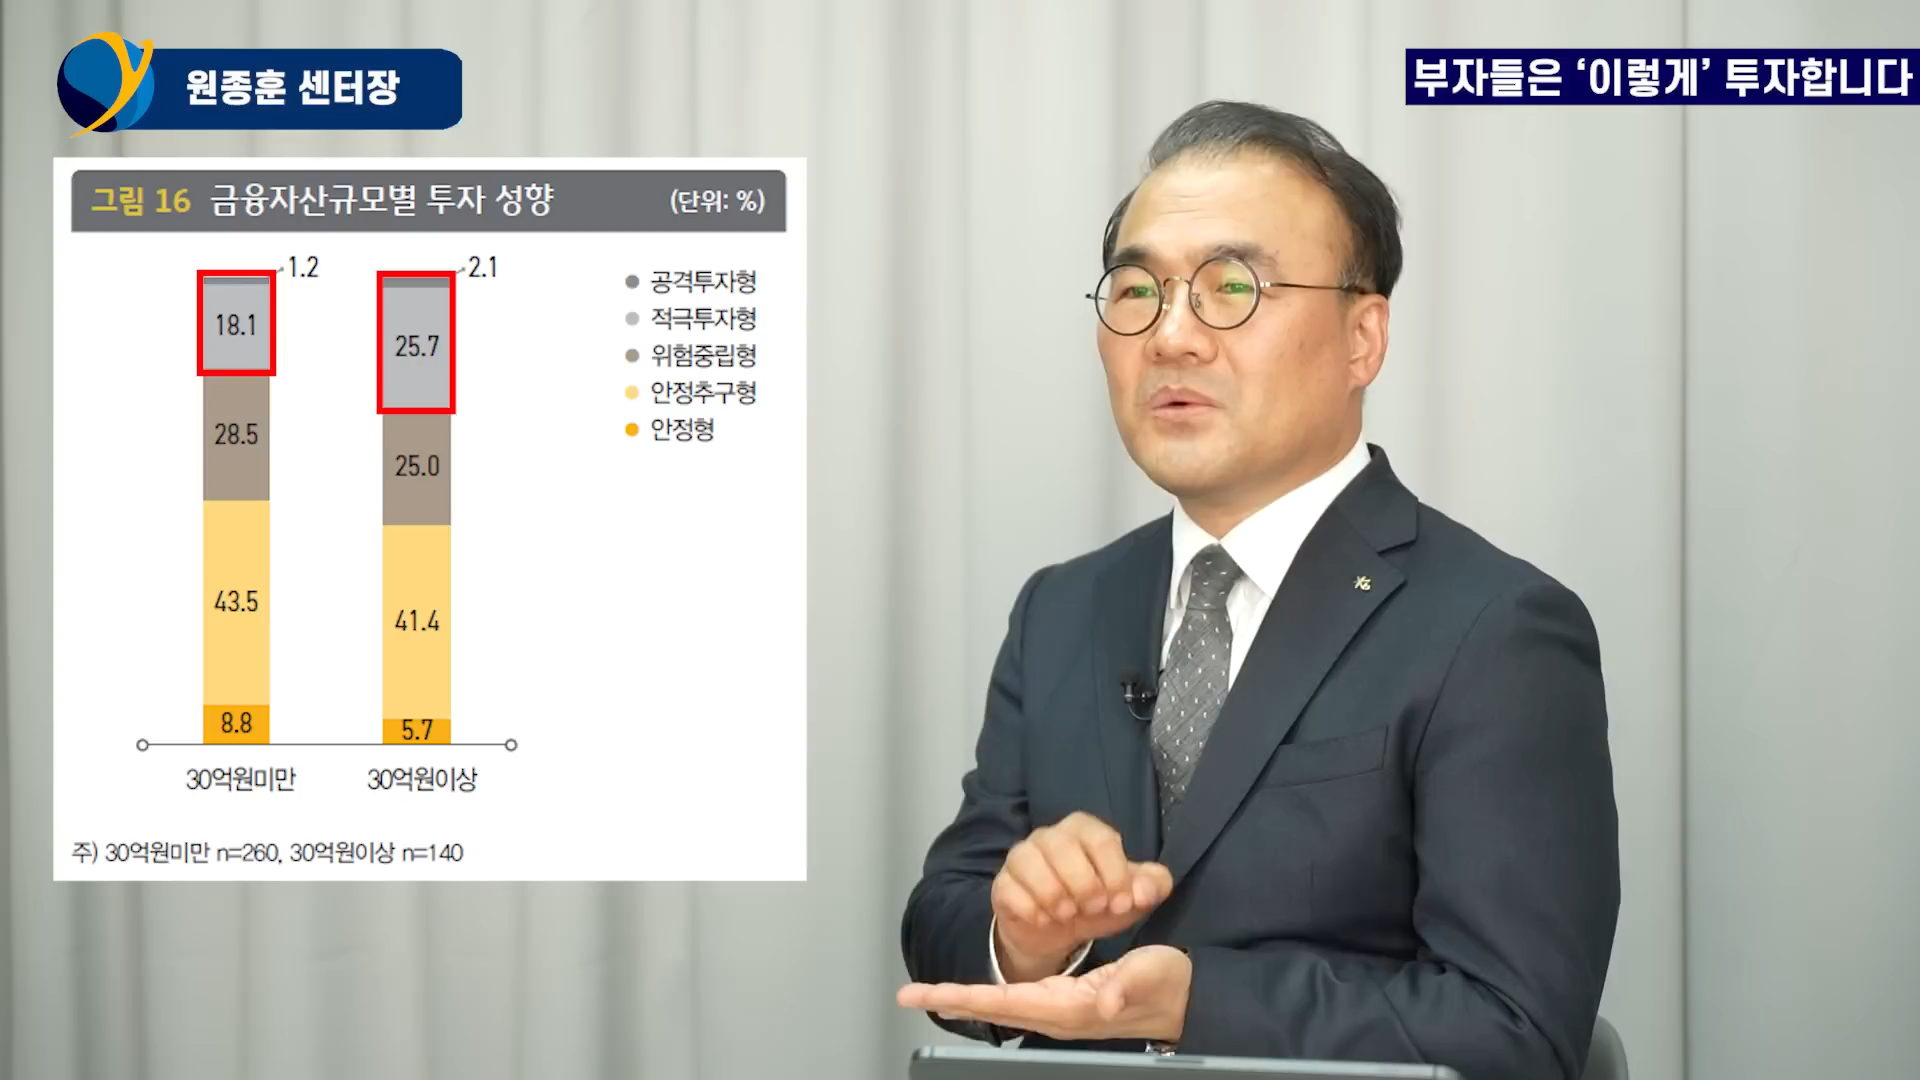 원종훈 센터장
부자들은 ‘이렇게’ 투자합니다
그림 16 금융자산규모별 투자 성향 (단위: %)
1.2
2.1
18.1
25.7
28.5
25.0
43.5
41.4
8.8
5.7
30억원미만 30억원이상
공격투자형
적극투자형
위험중립형
안정추구형
안정형
주) 30억원미만 n=260, 30억원이상 n=140